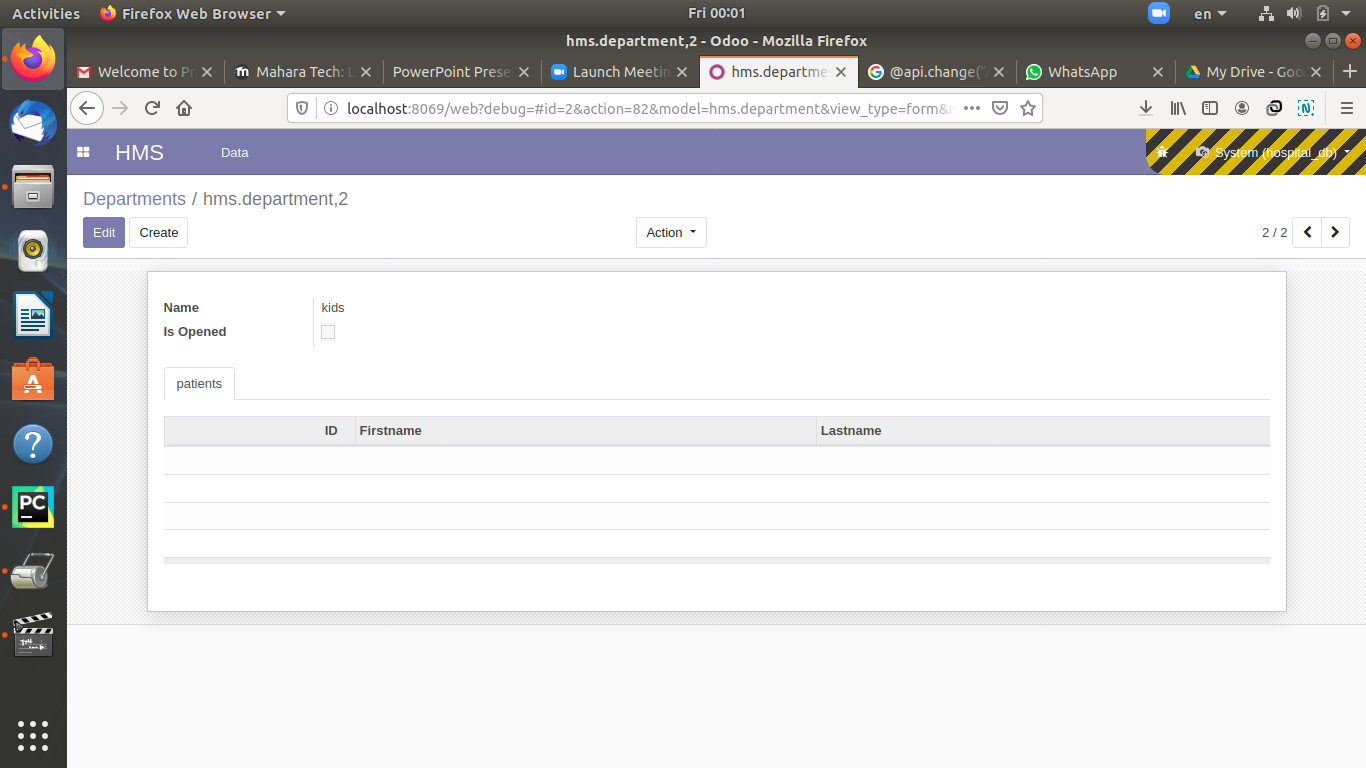 Activities Firefox Web Browser Fri 00:01 en
hms.department,2 - Odoo - Mozilla Firefox
Welcome to Pr Mahara Tech: L PowerPoint Prese Launch Meetin hms.departme @api.change(" WhatsApp My Drive - Goo
localhost:8069/web?debug=#id=2&action=82&model=hms.department&view_type=form&
HMS Data System (hospital_db)
Departments / hms.department,2
Edit Create Action 2 / 2
Name kids
Is Opened
patients
ID Firstname Lastname
PC